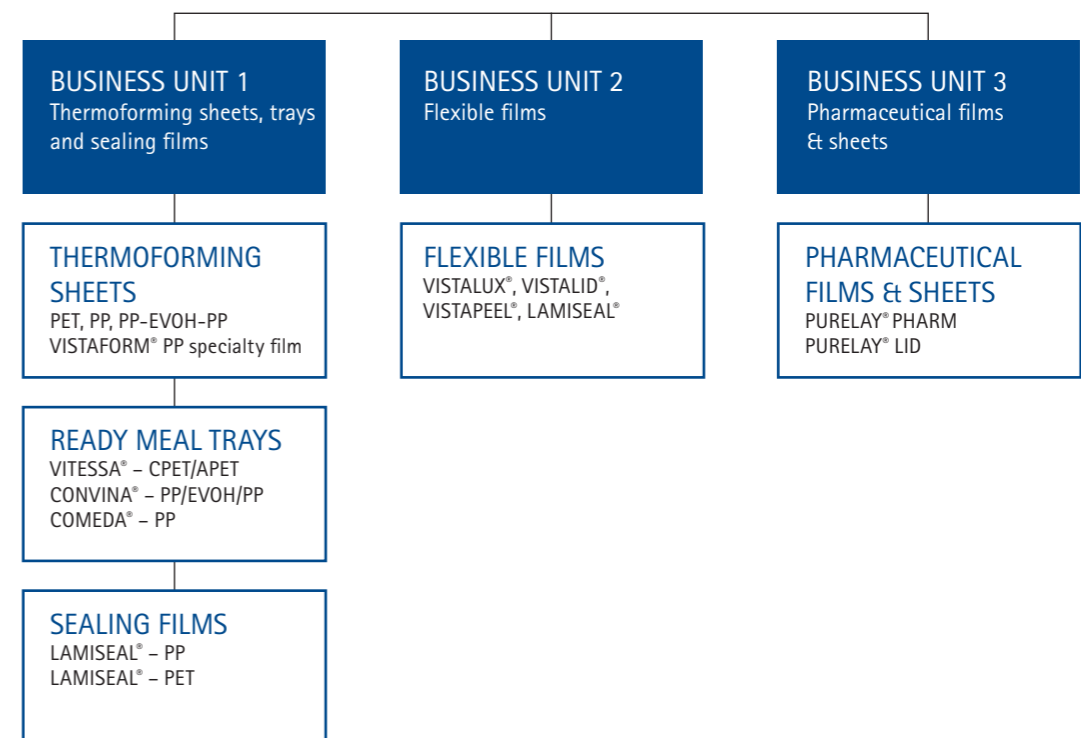 BUSINESS UNIT 1
Thermoforming sheets, trays
and sealing films
BUSINESS UNIT 2
Flexible films
BUSINESS UNIT 3
Pharmaceutical films
& sheets
THERMOFORMING
SHEETS
PET, PP, PP-EVOH-PP
VISTAFORM® PP specialty film
FLEXIBLE FILMS
VISTALUX®, VISTALID®,
VISTAPEEL®, LAMISEAL®
PHARMACEUTICAL
FILMS & SHEETS
PURELAY® PHARM
PURELAY® LID
READY MEAL TRAYS
VITESSA® – CPET/APET
CONVINA® – PP/EVOH/PP
COMEDA® – PP
SEALING FILMS
LAMISEAL® – PP
LAMISEAL® – PET